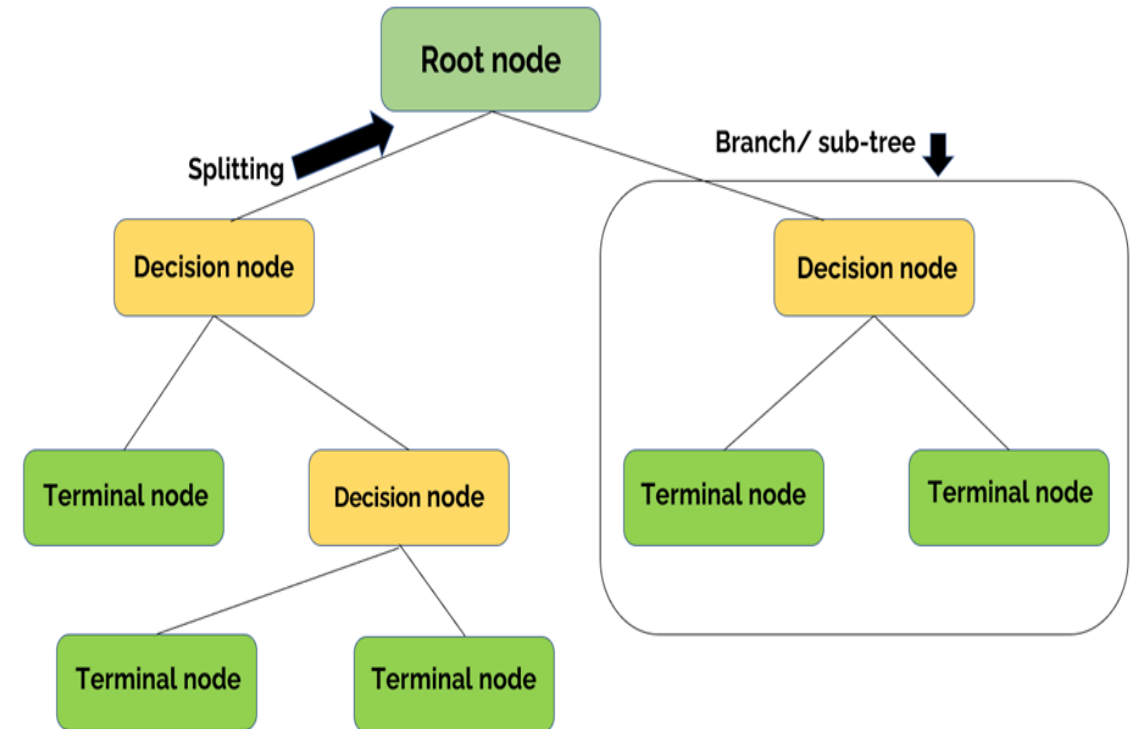 Root node
Branch/ sub-tree
Splitting
Decision node
Decision node
Terminal node
Decision node
Terminal node
Terminal node
Terminal node
Terminal node